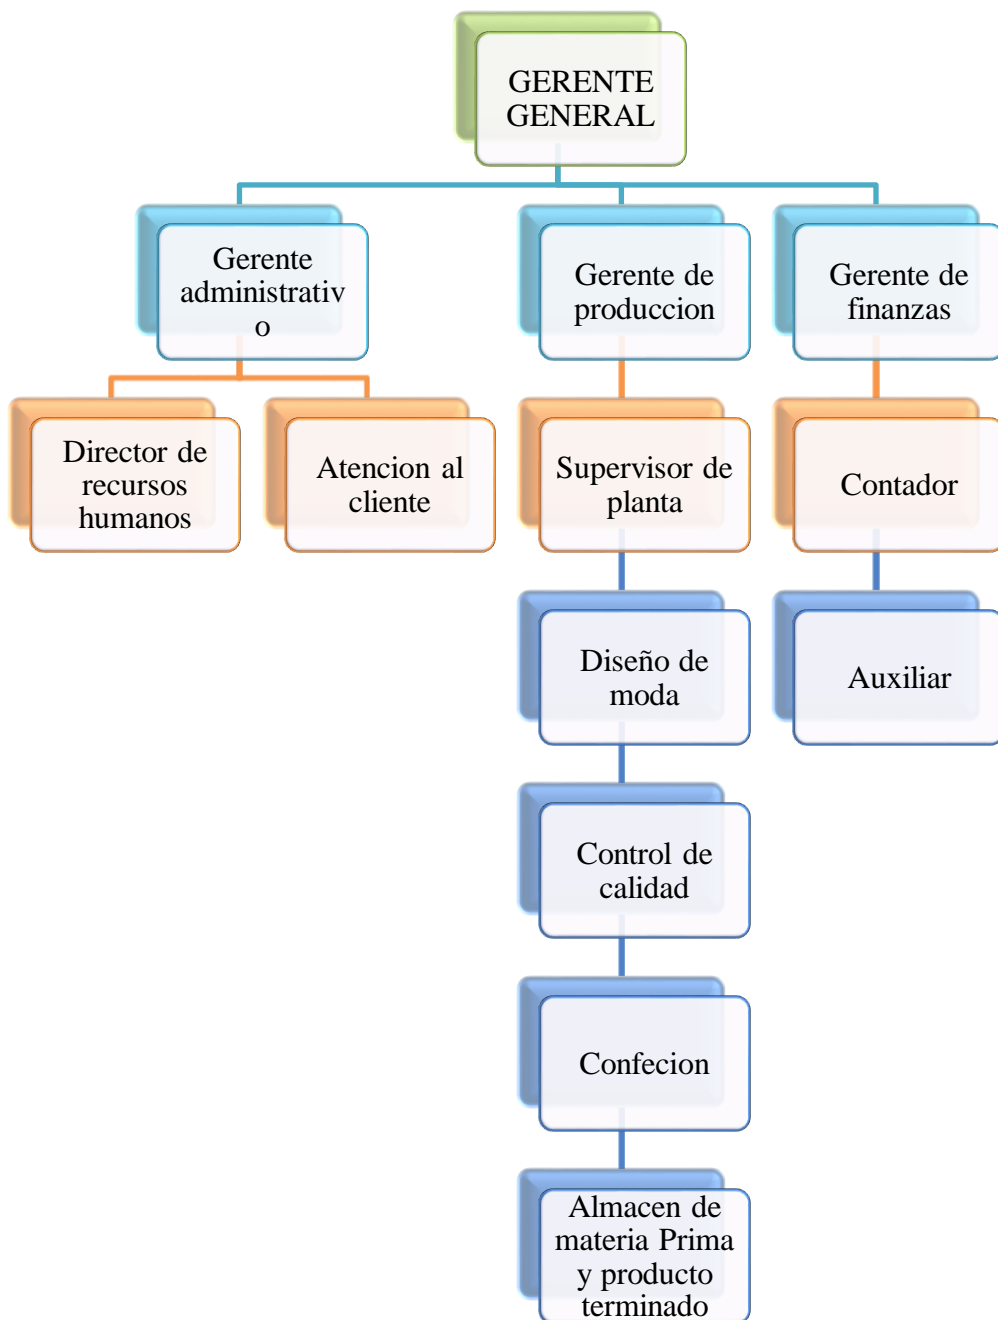 GERENTE
GENERAL
Gerente
administrativ
o
Gerente de
produccion
Gerente de
finanzas
Director de
recursos
humanos
Atencion al
cliente
Supervisor de
planta
Contador
Diseño de
moda
Auxiliar
Control de
calidad
Confecion
Almacen de
materia Prima
y producto
terminado